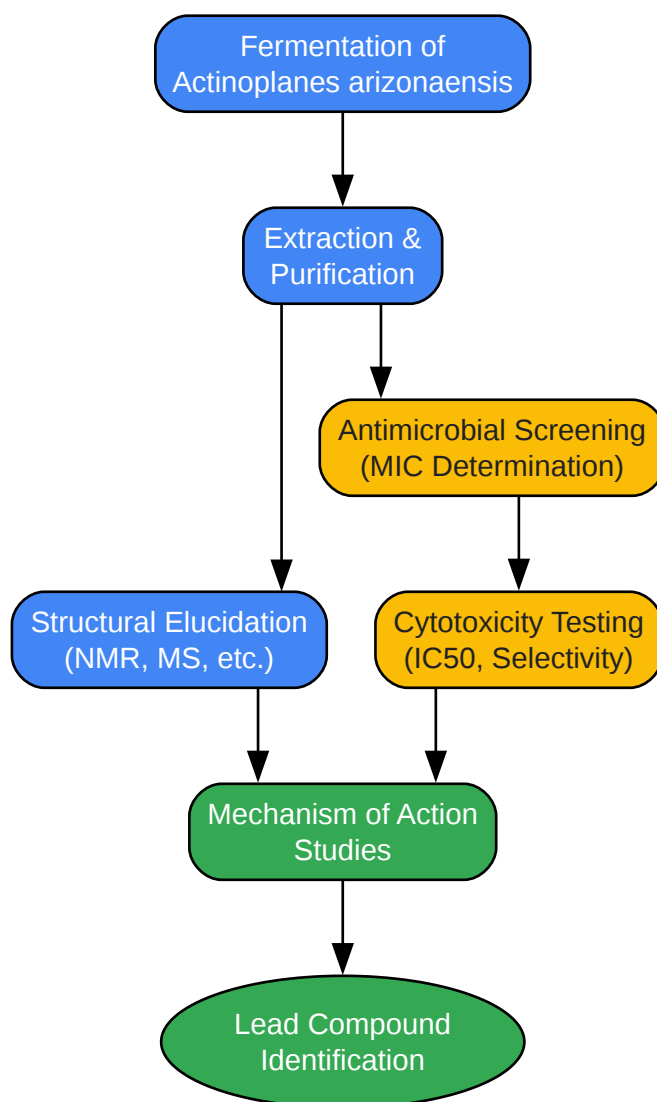 Fermentation of
Actinoplanes arizonaensis
Extraction &
Purification
Antimicrobial Screening
(MIC Determination)
Structural Elucidation
(NMR, MS, etc.)
Cytotoxicity Testing
(IC50, Selectivity)
Mechanism of Action
Studies
Lead Compound
Identification